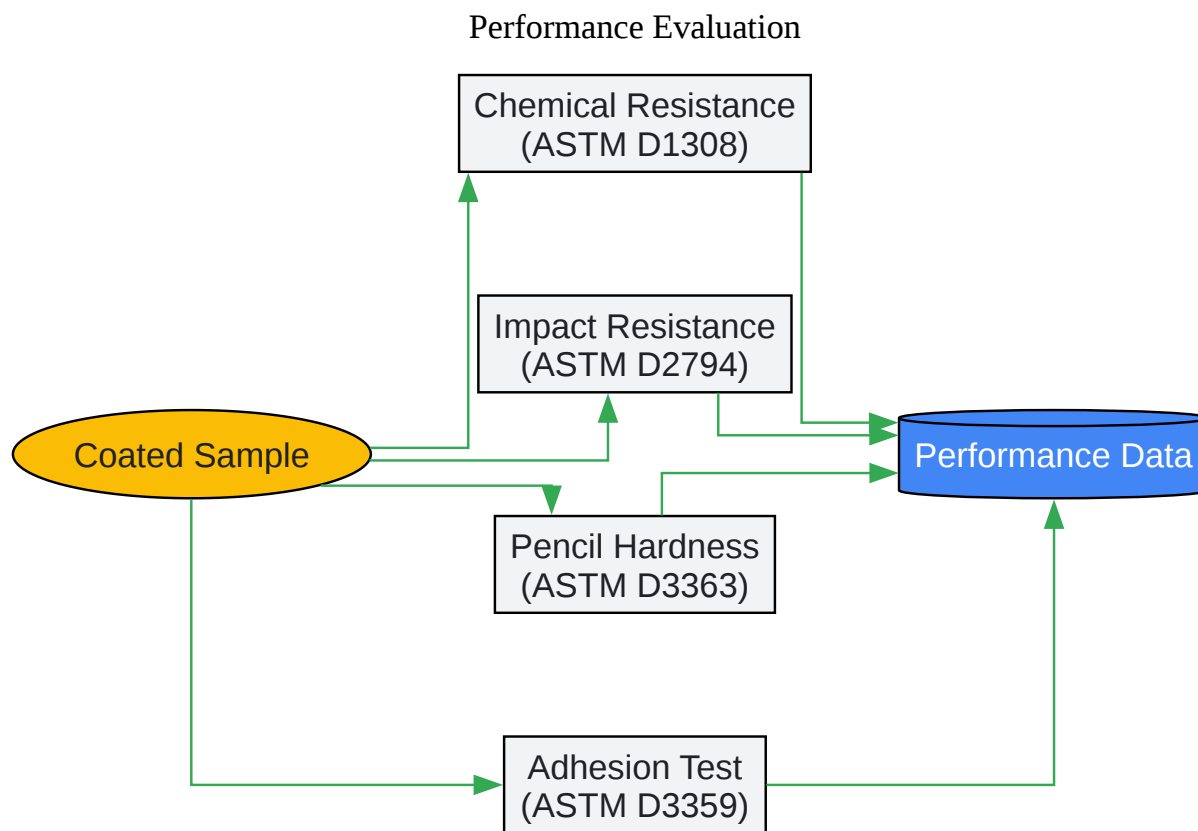 Performance Evaluation
Chemical Resistance
(ASTM D1308)
Impact Resistance
(ASTM D2794)
Coated Sample
Performance Data
Pencil Hardness
(ASTM D3363)
Adhesion Test
(ASTM D3359)